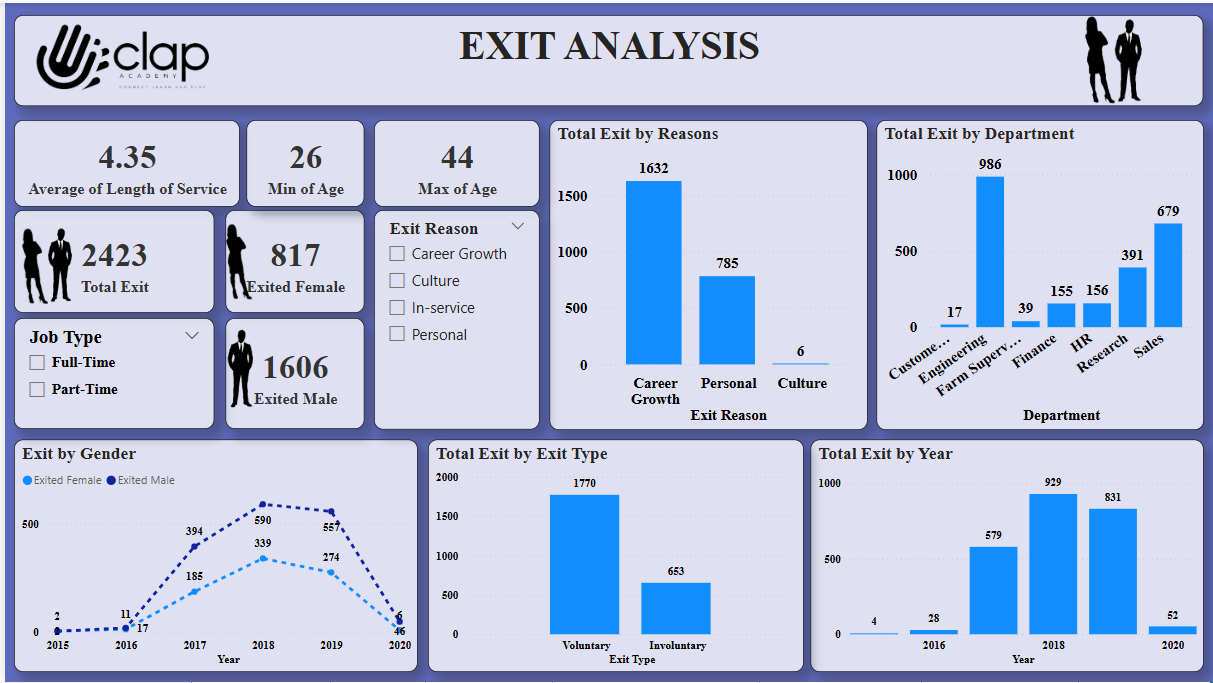 clap
ACADEMY
CONNECT LEARN AND PLAY
EXIT ANALYSIS
4.35
Average of Length of Service
26
Min of Age
44
Max of Age
2423
Total Exit
817
Exited Female
Exit Reason
Career Growth
Culture
In-service
Personal
Job Type
Full-Time
Part-Time
1606
Exited Male
Total Exit by Reasons
1632
1500
1000
785
500
6
0
Career
Growth
Personal
Culture
Exit Reason
Total Exit by Department
986
1000
679
500
391
155
156
17
39
0
Custome...
Engineering
Farm Superv...
Finance
HR
Research
Sales
Department
Exit by Gender
Exited Female
Exited Male
500
394
590
557
339
274
185
2
11
17
6
46
0
2015
2016
2017
2018
2019
2020
Year
Total Exit by Exit Type
2000
1770
1500
1000
653
500
0
Voluntary
Involuntary
Exit Type
Total Exit by Year
1000
929
831
579
500
4
28
52
0
2016
2018
2020
Year